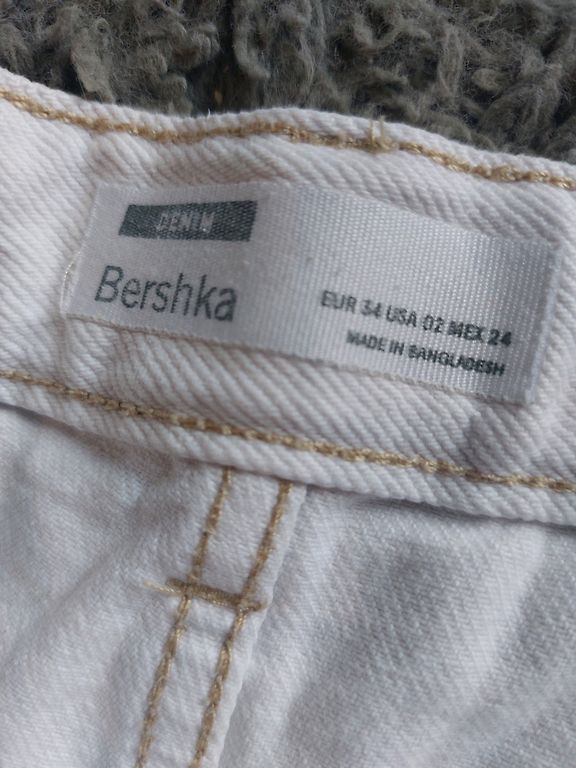 DENIM
Bershka
EUR 34 USA 02 MEX 24
MADE IN BANGLADESH